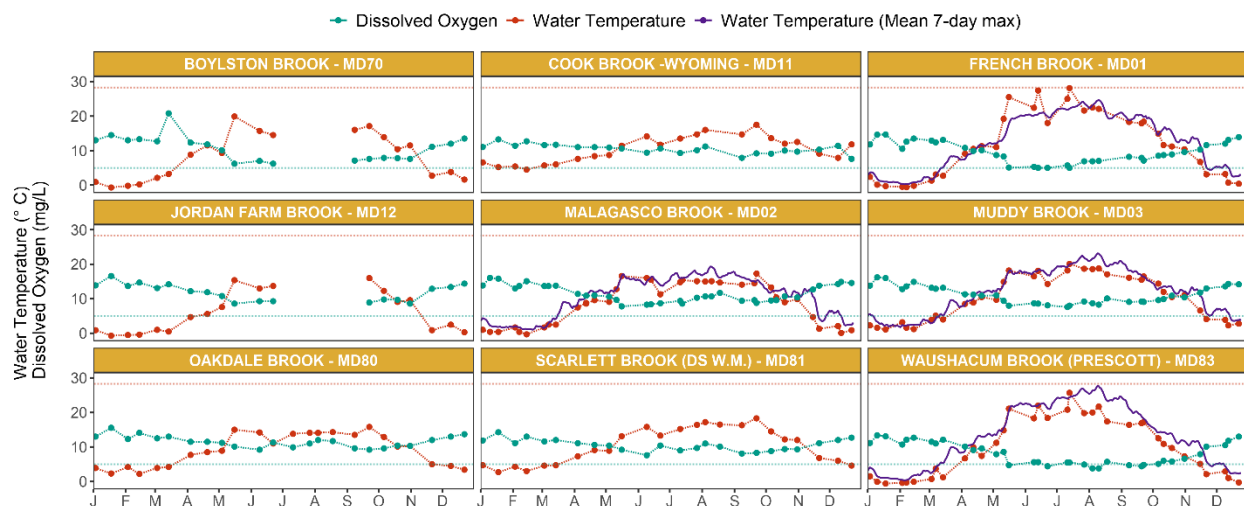 Dissolved Oxygen Water Temperature Water Temperature (Mean 7-day max)
BOYLSTON BROOK - MD70 COOK BROOK -WYOMING - MD11 FRENCH BROOK - MD01
30
20
10
0
JORDAN FARM BROOK - MD12 MALAGASCO BROOK - MD02 MUDDY BROOK - MD03
30
20
10
0
OAKDALE BROOK - MD80 SCARLETT BROOK (DS W.M.) - MD81 WAUSHACUM BROOK (PRESCOTT) - MD83
30
20
10
0
J F M A M J J A S O N D J F M A M J J A S O N D J F M A M J J A S O N D
Water Temperature (° C)
Dissolved Oxygen (mg/L)